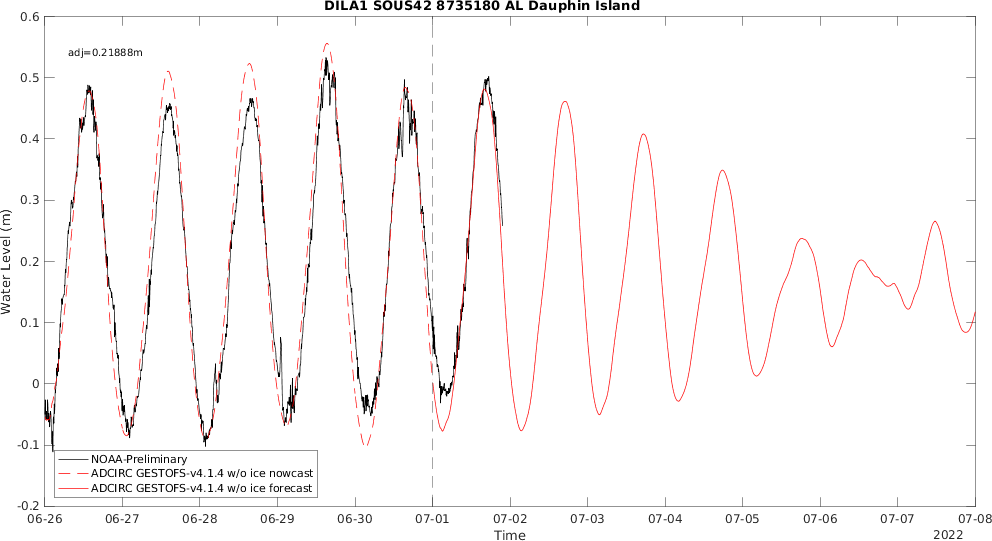 DILA1 SOUS42 8735180 AL Dauphin Island
adj=0.21888m
Water Level (m)
0.6
0.5
0.4
0.3
0.2
0.1
0
-0.1
-0.2
NOAA-Preliminary
ADCIRC GESTOFS-v4.1.4 w/o ice nowcast
ADCIRC GESTOFS-v4.1.4 w/o ice forecast
06-26 06-27 06-28 06-29 06-30 07-01 07-02 07-03 07-04 07-05 07-06 07-07 07-08
Time
2022